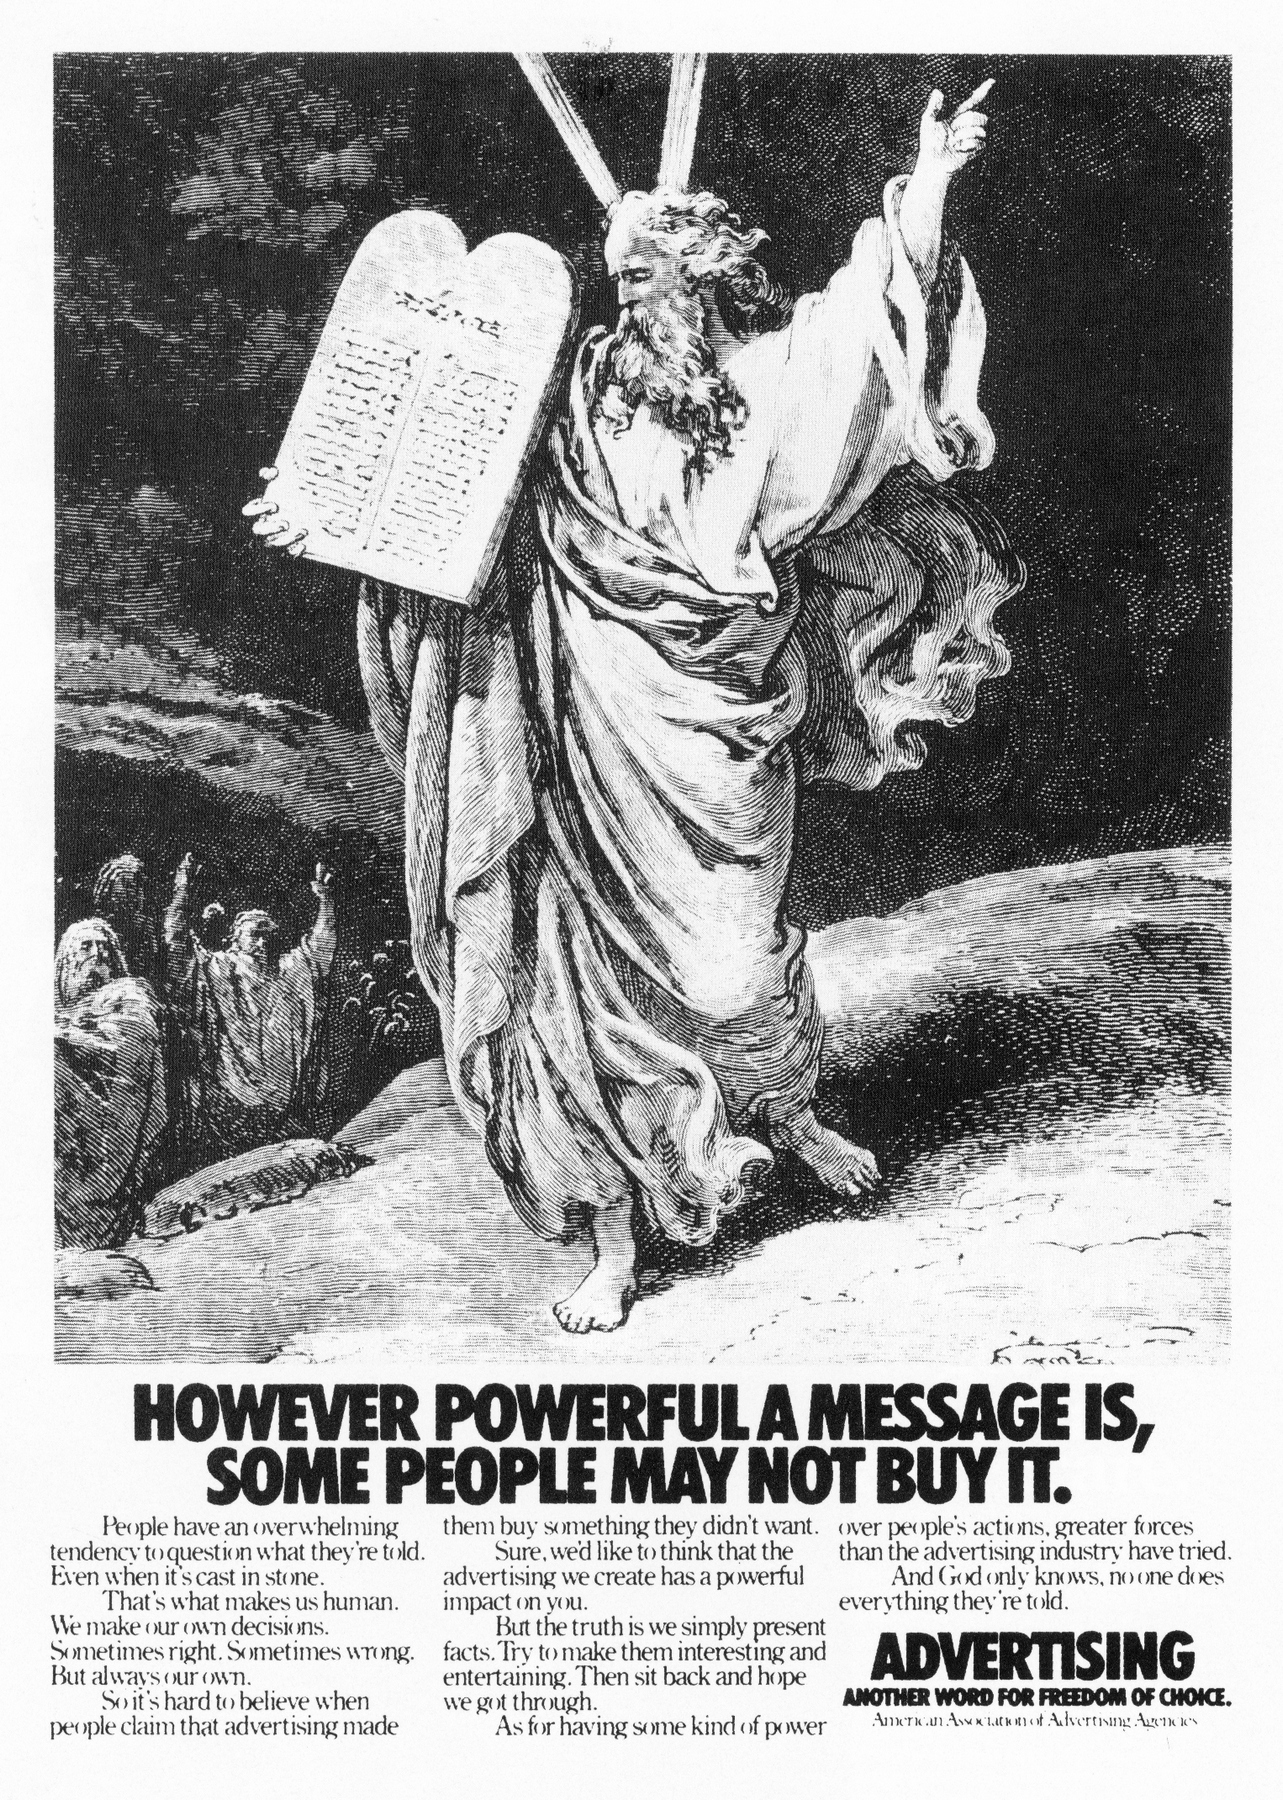 HOWEVER POWERFUL A MESSAGE IS,
SOME PEOPLE MAY NOT BUY IT.
People have an overwhelming
tendency to question what they're told.
Even when it's cast in stone.
That's what makes us human.
We make our own decisions.
Sometimes right. Sometimes wrong.
But always our own.
So it's hard to believe when
people claim that advertising made
them buy something they didn't want.
Sure, we'd like to think that the
advertising we create has a powerful
impact on you.
But the truth is we simply present
facts. Try to make them interesting and
entertaining. Then sit back and hope
we got through.
As for having some kind of power
over people's actions, greater forces
than the advertising industry have tried.
And God only knows, no one does
everything they're told.
ADVERTISING
ANOTHER WORD FOR FREEDOM OF CHOICE.
American Association of Advertising Agencies